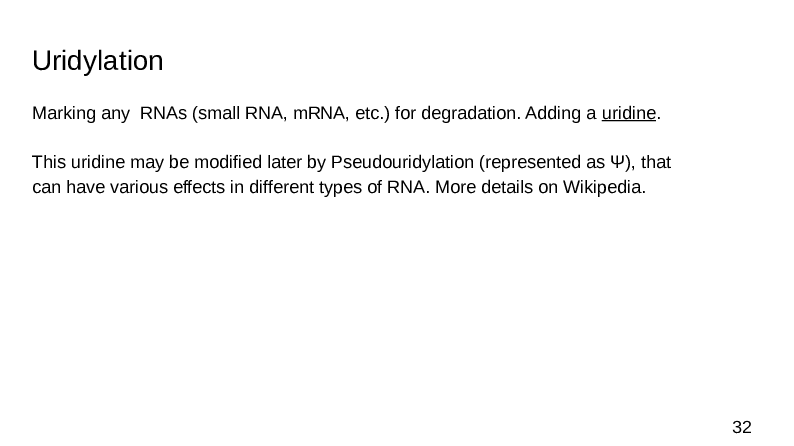 Uridylation
Marking any  RNAs (small RNA, mRNA, etc.) for degradation. Adding a uridine.
This uridine may be modified later by Pseudouridylation (represented as Ψ), that
can have various effects in different types of RNA. More details on Wikipedia.
32